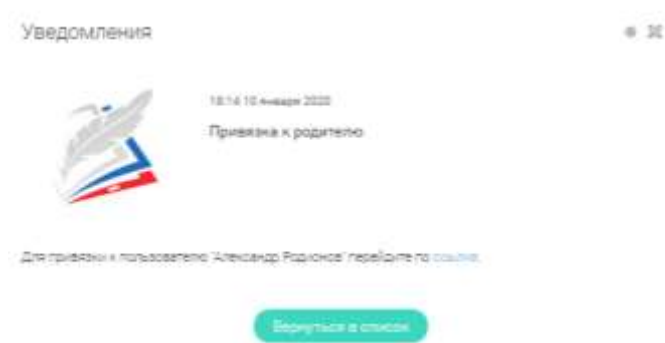 Уведомления
18:14 10 января 2020
Привязка к родителю
Для привязки к пользователю "Александр Родионов" перейдите по ссылке.
Вернуться в список